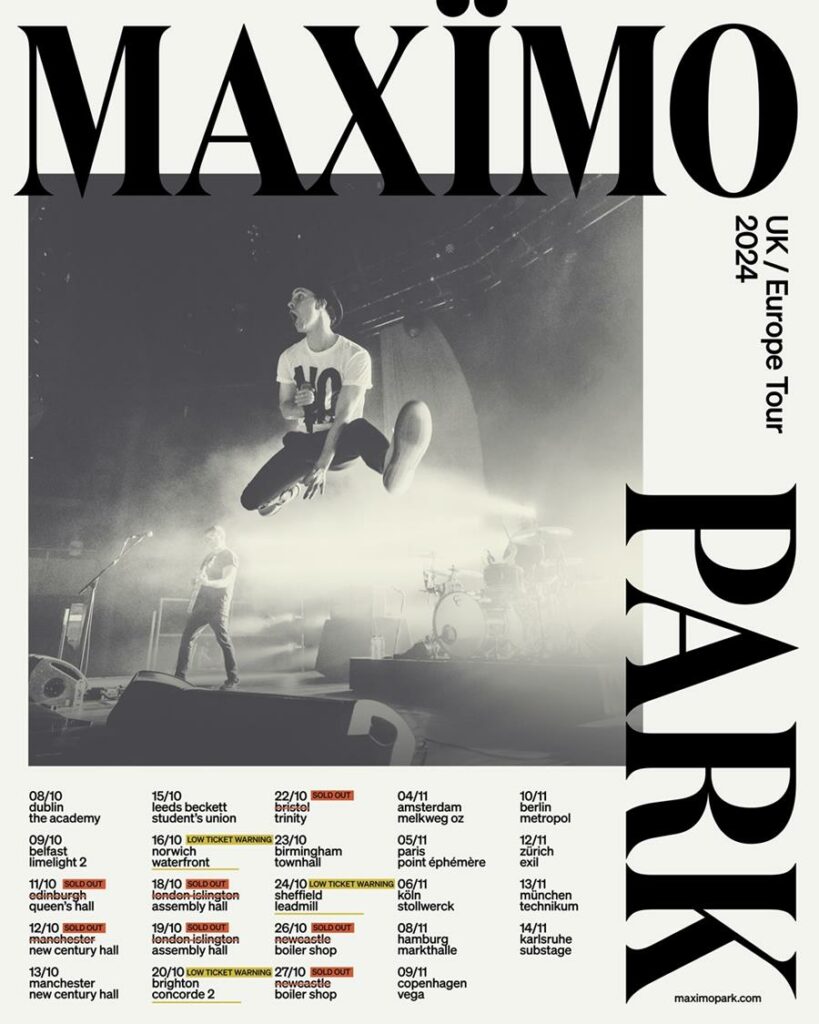 MAXÏMO
UK / Europe Tour
2024
NO
PARK
08/10
dublin
the academy
09/10
belfast
limelight 2
11/10 SOLD OUT
edinburgh
queen's hall
12/10 SOLD OUT
manchester
new century hall
13/10
manchester
new century hall
15/10
leeds beckett
student's union
16/10 LOW TICKET WARNING
norwich
waterfront
18/10 SOLD OUT
london islington
assembly hall
19/10 SOLD OUT
london islington
assembly hall
20/10 LOW TICKET WARNING
brighton
concorde 2
22/10 SOLD OUT
bristol
trinity
23/10
birmingham
townhall
24/10 LOW TICKET WARNING
sheffield
leadmill
26/10 SOLD OUT
newcastle
boiler shop
27/10 SOLD OUT
newcastle
boiler shop
04/11
amsterdam
melkweg oz
05/11
paris
point éphémère
06/11
köln
stollwerck
08/11
hamburg
markthalle
09/11
copenhagen
vega
10/11
berlin
metropol
12/11
zürich
exil
13/11
münchen
technikum
14/11
karlsruhe
substage
maximopark.com